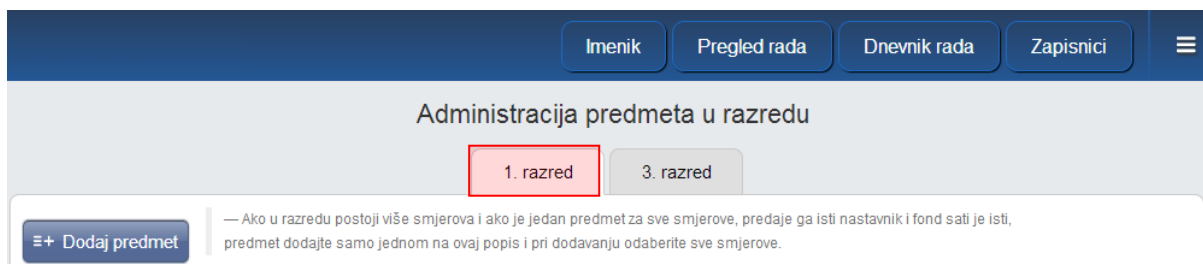 Imenik Pregled rada Dnevnik rada Zapisnici
Administracija predmeta u razredu
1. razred 3. razred
Dodaj predmet
— Ako u razredu postoji više smjerova i ako je jedan predmet za sve smjerove, predaje ga isti nastavnik i fond sati je isti,
predmet dodajte samo jednom na ovaj popis i pri dodavanju odaberite sve smjerove.